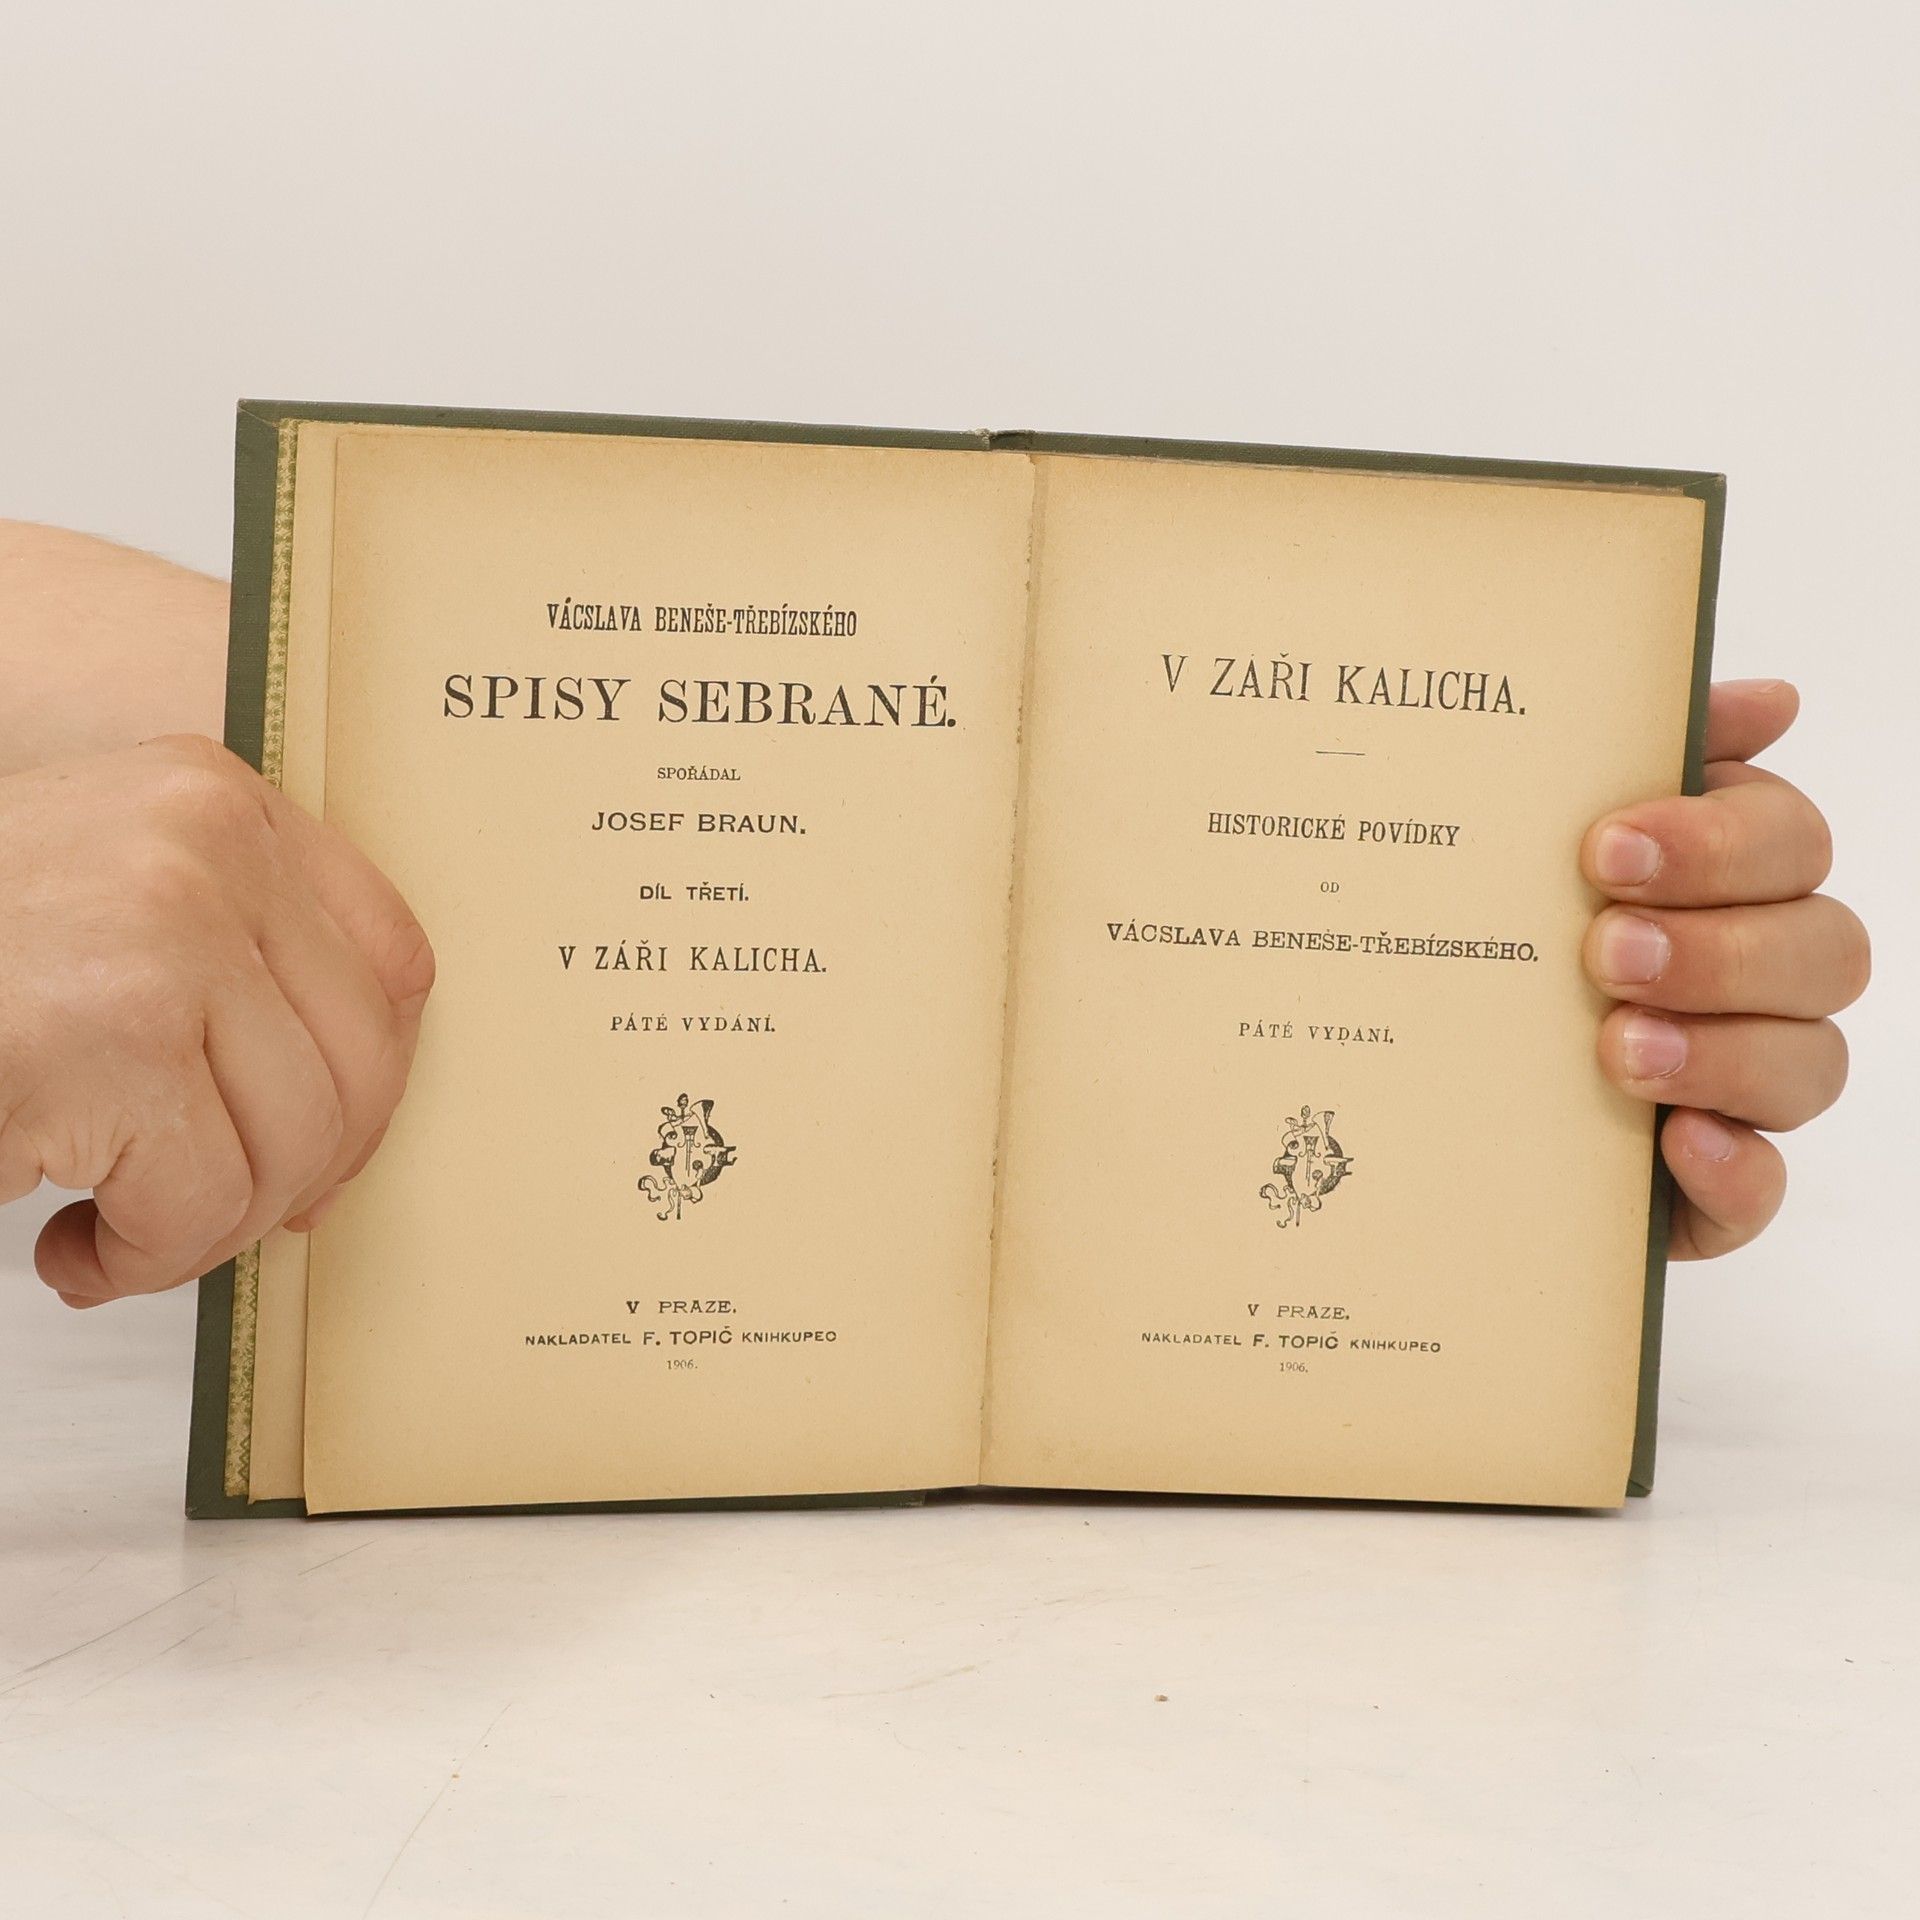 VÁCSLAVA BENEŠE-TŘEBÍZSKÉHO
SPISY SEBRANÉ.
SPOŘÁDAL
JOSEF BRAUN.
DÍL TŘETÍ.
V ZÁŘI KALICHA.
PÁTÉ VYDÁNÍ.
V PRAZE.
NAKLADATEL F. TOPIČ KNIHKUPEC
1906.
V ZÁŘI KALICHA.
HISTORICKÉ POVÍDKY
OD
VÁCSLAVA BENEŠE-TŘEBÍZSKÉHO.
PÁTÉ VYDÁNÍ.
V PRAZE.
NAKLADATEL F. TOPIČ KNIHKUPEC
1906.